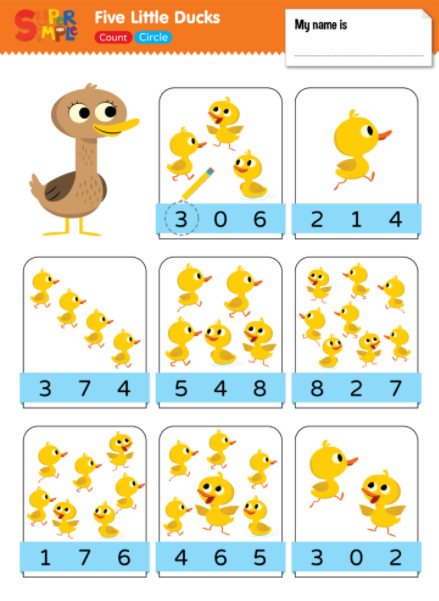 SUPER
SIMPLE
Five Little Ducks
Count Circle
My name is
3 0 6
2 1 4
3 7 4
5 4 8
8 2 7
1 7 6
4 6 5
3 0 2